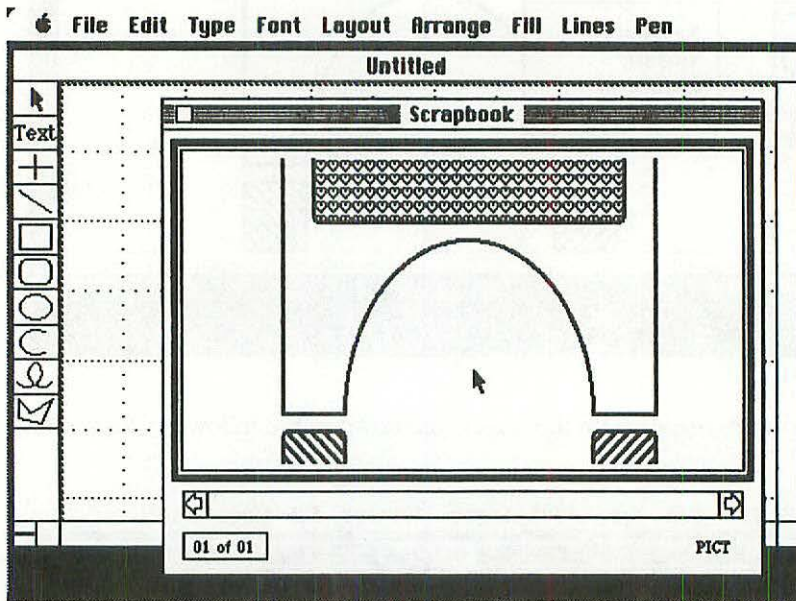 File Edit Type Font Layout Arrange Fill Lines Pen
Untitled
Scrapbook
Text
01 of 01
PICT